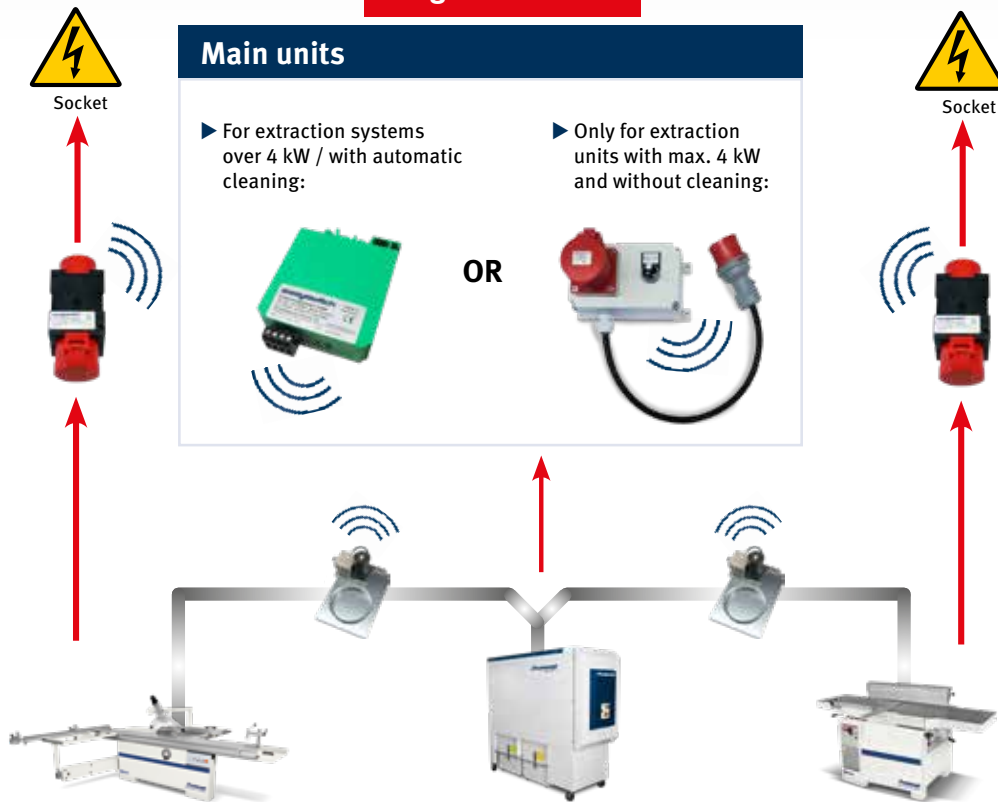 Main units
Socket
Socket
▶ For extraction systems
over 4 kW / with automatic
cleaning:
▶ Only for extraction
units with max. 4 kW
and without cleaning:
OR